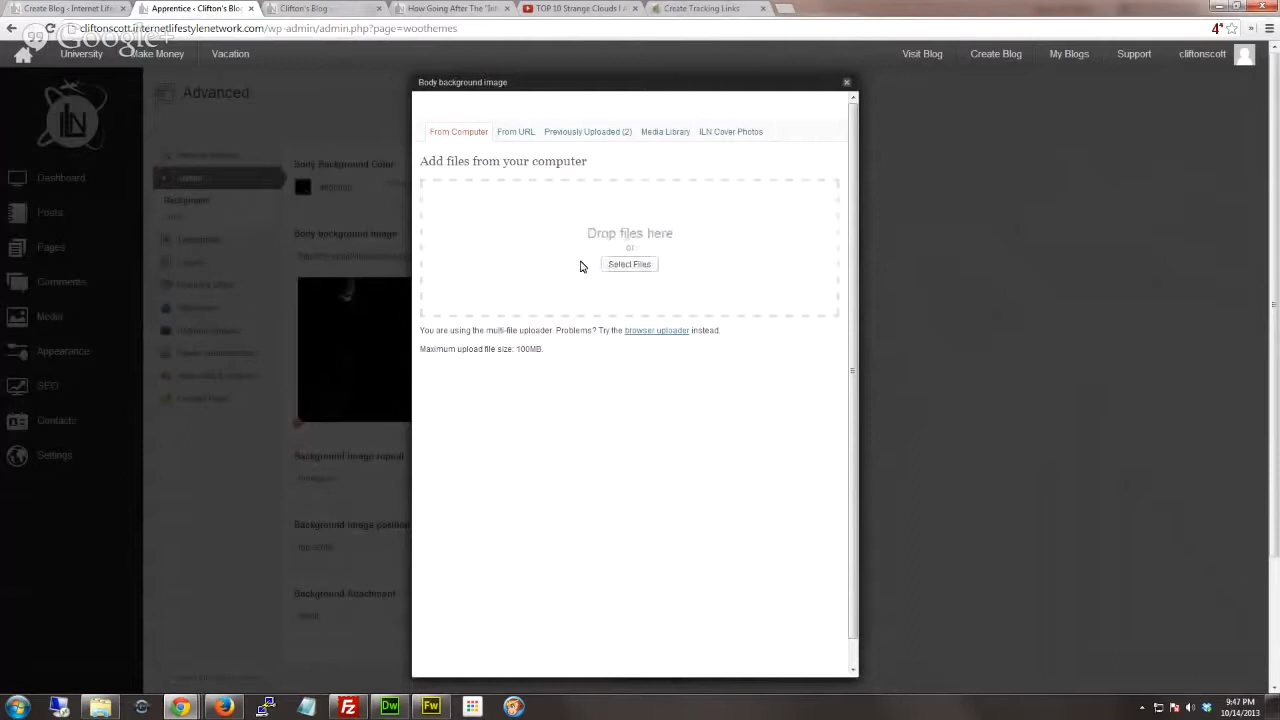 Create Blog - Internet Lifes
Apprentice ‹ Clifton's Blo
Clifton's Blog
How Going After The "Int
TOP 10 Strange Clouds | A
Create Tracking Links
cliftonscott.internetlifestylenetwork.com/wp-admin/admin.php?page=woothemes
Google+
University
Make Money
Vacation
Visit Blog
Create Blog
My Blogs
Support
cliftonscott
ILN
Dashboard
Posts
Pages
Comments
Media
Appearance
SEO
Contacts
Settings
Advanced
Background
Body Background Color
Body background image
Background image repeat
Background image position
Background Attachment
Body background image
From Computer
From URL
Previously Uploaded (2)
Media Library
ILN Cover Photos
Add files from your computer
Drop files here
or
Select Files
You are using the multi-file uploader. Problems? Try the browser uploader instead.
Maximum upload file size: 100MB.
Fz
Dw
Fw
9:47 PM
10/14/2013